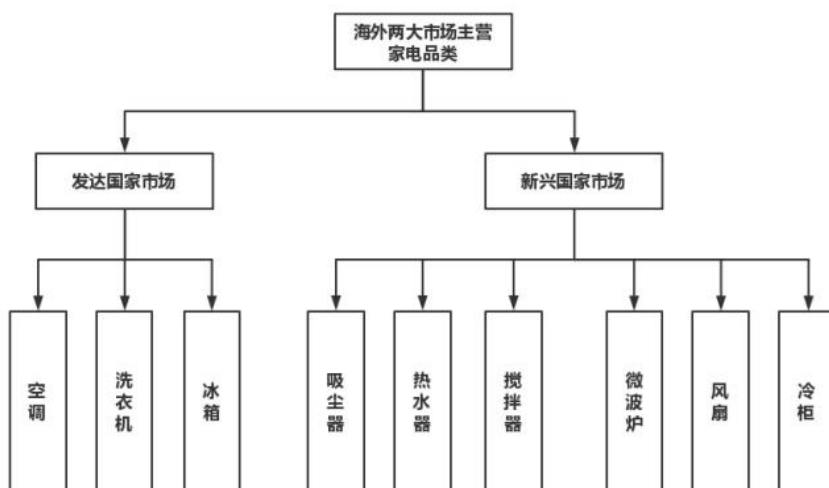 海外两大市场主营
家电品类
发达国家市场
新兴国家市场
空调
洗衣机
冰箱
吸尘器
热水器
搅拌器
微波炉
风扇
冷柜